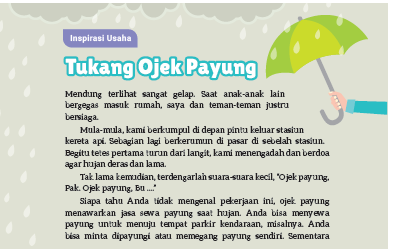 Inspirasi Usaha
Tukang Ojek Payung
Mendung terlihat sangat gelap. Saat anak-anak lain
bergegas masuk rumah, saya dan teman-teman justru
bersiaga.
Mula-mula, kami berkumpul di depan pintu keluar stasiun
kereta api. Sebagian lagi berkerumun di pasar di sebelah stasiun.
Begitu tetes pertama turun dari langit, kami menengadah dan berdoa
agar hujan deras dan lama.
Tak lama kemudian, terdengarlah suara-suara kecil, "Ojek payung,
Pak. Ojek payung, Bu ...."
Siapa tahu Anda tidak mengenal pekerjaan ini, ojek payung
menawarkan jasa sewa payung saat hujan. Anda bisa menyewa
payung untuk menuju tempat parkir kendaraan, misalnya. Anda
bisa minta dipayungi atau memegang payung sendiri. Sementara